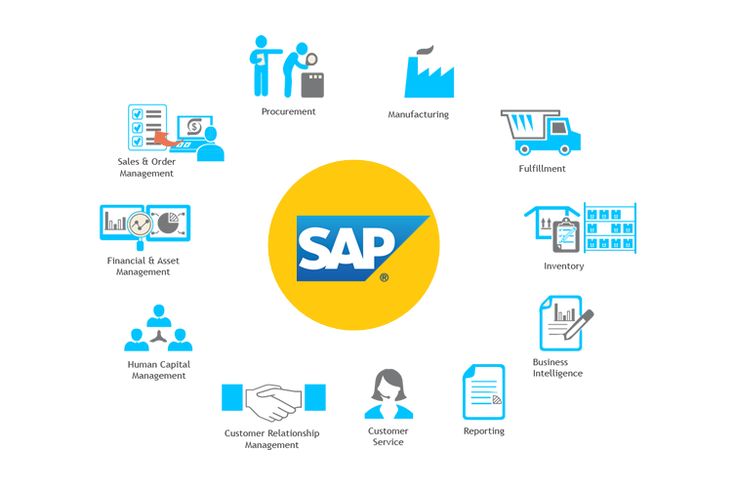 Procurement
Manufacturing
Sales & Order
Management
Fulfillment
SAP
®
Financial & Asset
Management
Inventory
Human Capital
Management
Business
Intelligence
Customer Relationship
Management
Customer
Service
Reporting